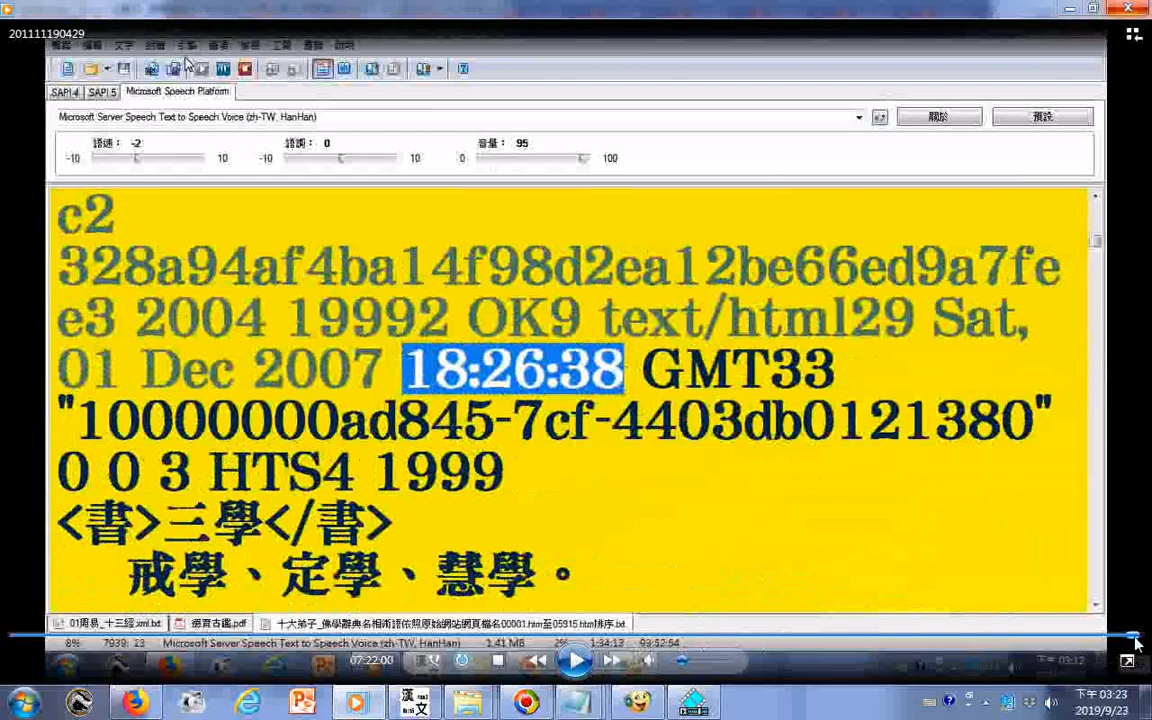 201111190429
SAPI 4 SAPI 5 Microsoft Speech Platform
Microsoft Server Speech Text to Speech Voice (zh-TW, HanHan) 關於 預設
語速： -2 語調： 0 音量： 95
-10 10 -10 10 0 100
c2
328a94af4ba14f98d2ea12be66ed9a7fe
e3 2004 19992 OK9 text/html29 Sat,
01 Dec 2007 18:26:38 GMT33
"10000000ad845-7cf-4403db0121380"
0 0 3 HTS4 1999
<書>三學</書>
戒學、定學、慧學。
01周易_十三經.xml.txt 德育古鑑.pdf 十大弟子_佛學辭典名相術語依照原始網站網頁檔名00001.htm至05915.htm排序.txt
8% 7939: 13 Microsoft Server Speech Text to Speech Voice (zh-TW, HanHan) 1.41 MB 2% 1:34:13 93:52:54
07:22:00 下午 03:12
漢
文
下午 03:23
2019/9/23